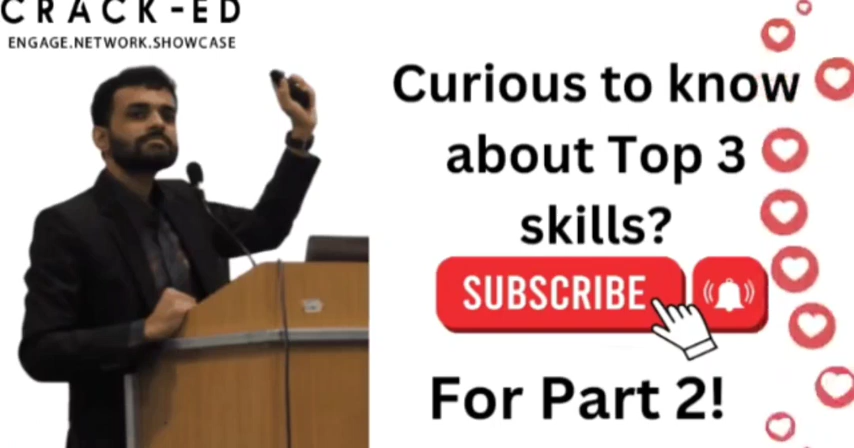 CRACK-ED
ENGAGE.NETWORK.SHOWCASE
Curious to know
about Top 3
skills?
SUBSCRIBE
For Part 2!